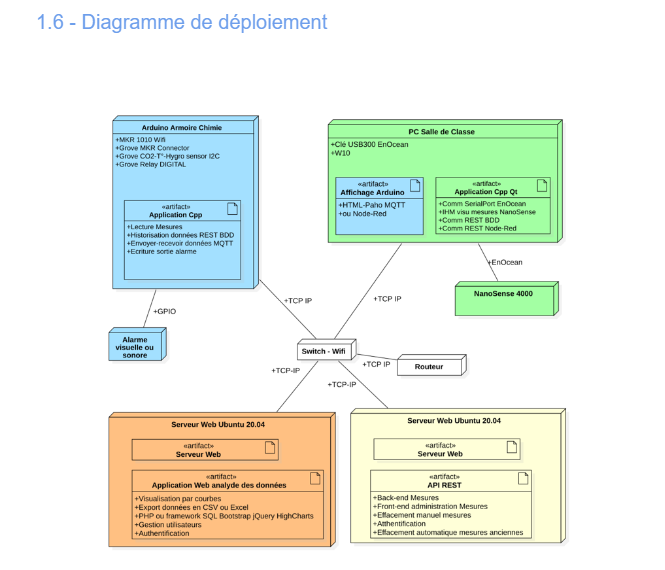 1.6 - Diagramme de déploiement
Arduino Armoire Chimie
+MKR 1010 Wifi
+Grove MKR Connector
+Grove CO2-T°-Hygro sensor I2C
+Grove Relay DIGITAL
«artifact»
Application Cpp
+Lecture Mesures
+Historisation données REST BDD
+Envoyer-recevoir données MQTT
+Ecriture sortie alarme
PC Salle de Classe
+Clé USB300 EnOcean
+W10
«artifact»
Affichage Arduino
+HTML-Paho MQTT
+ou Node-Red
«artifact»
Application Cpp Qt
+Comm SerialPort EnOcean
+IHM visu mesures NanoSense
+Comm REST BDD
+Comm REST Node-Red
+EnOcean
NanoSense 4000
+GPIO
+TCP IP
+TCP IP
Alarme
visuelle ou
sonore
Switch - Wifi
+TCP IP
Routeur
+TCP-IP
+TCP-IP
Serveur Web Ubuntu 20.04
«artifact»
Serveur Web
«artifact»
Application Web analyde des données
+Visualisation par courbes
+Export données en CSV ou Excel
+PHP ou framework SQL Bootstrap jQuery HighCharts
+Gestion utilisateurs
+Authentification
Serveur Web Ubuntu 20.04
«artifact»
Serveur Web
«artifact»
API REST
+Back-end Mesures
+Front-end administration Mesures
+Effacement manuel mesures
+Atthentification
+Effacement automatique mesures anciennes